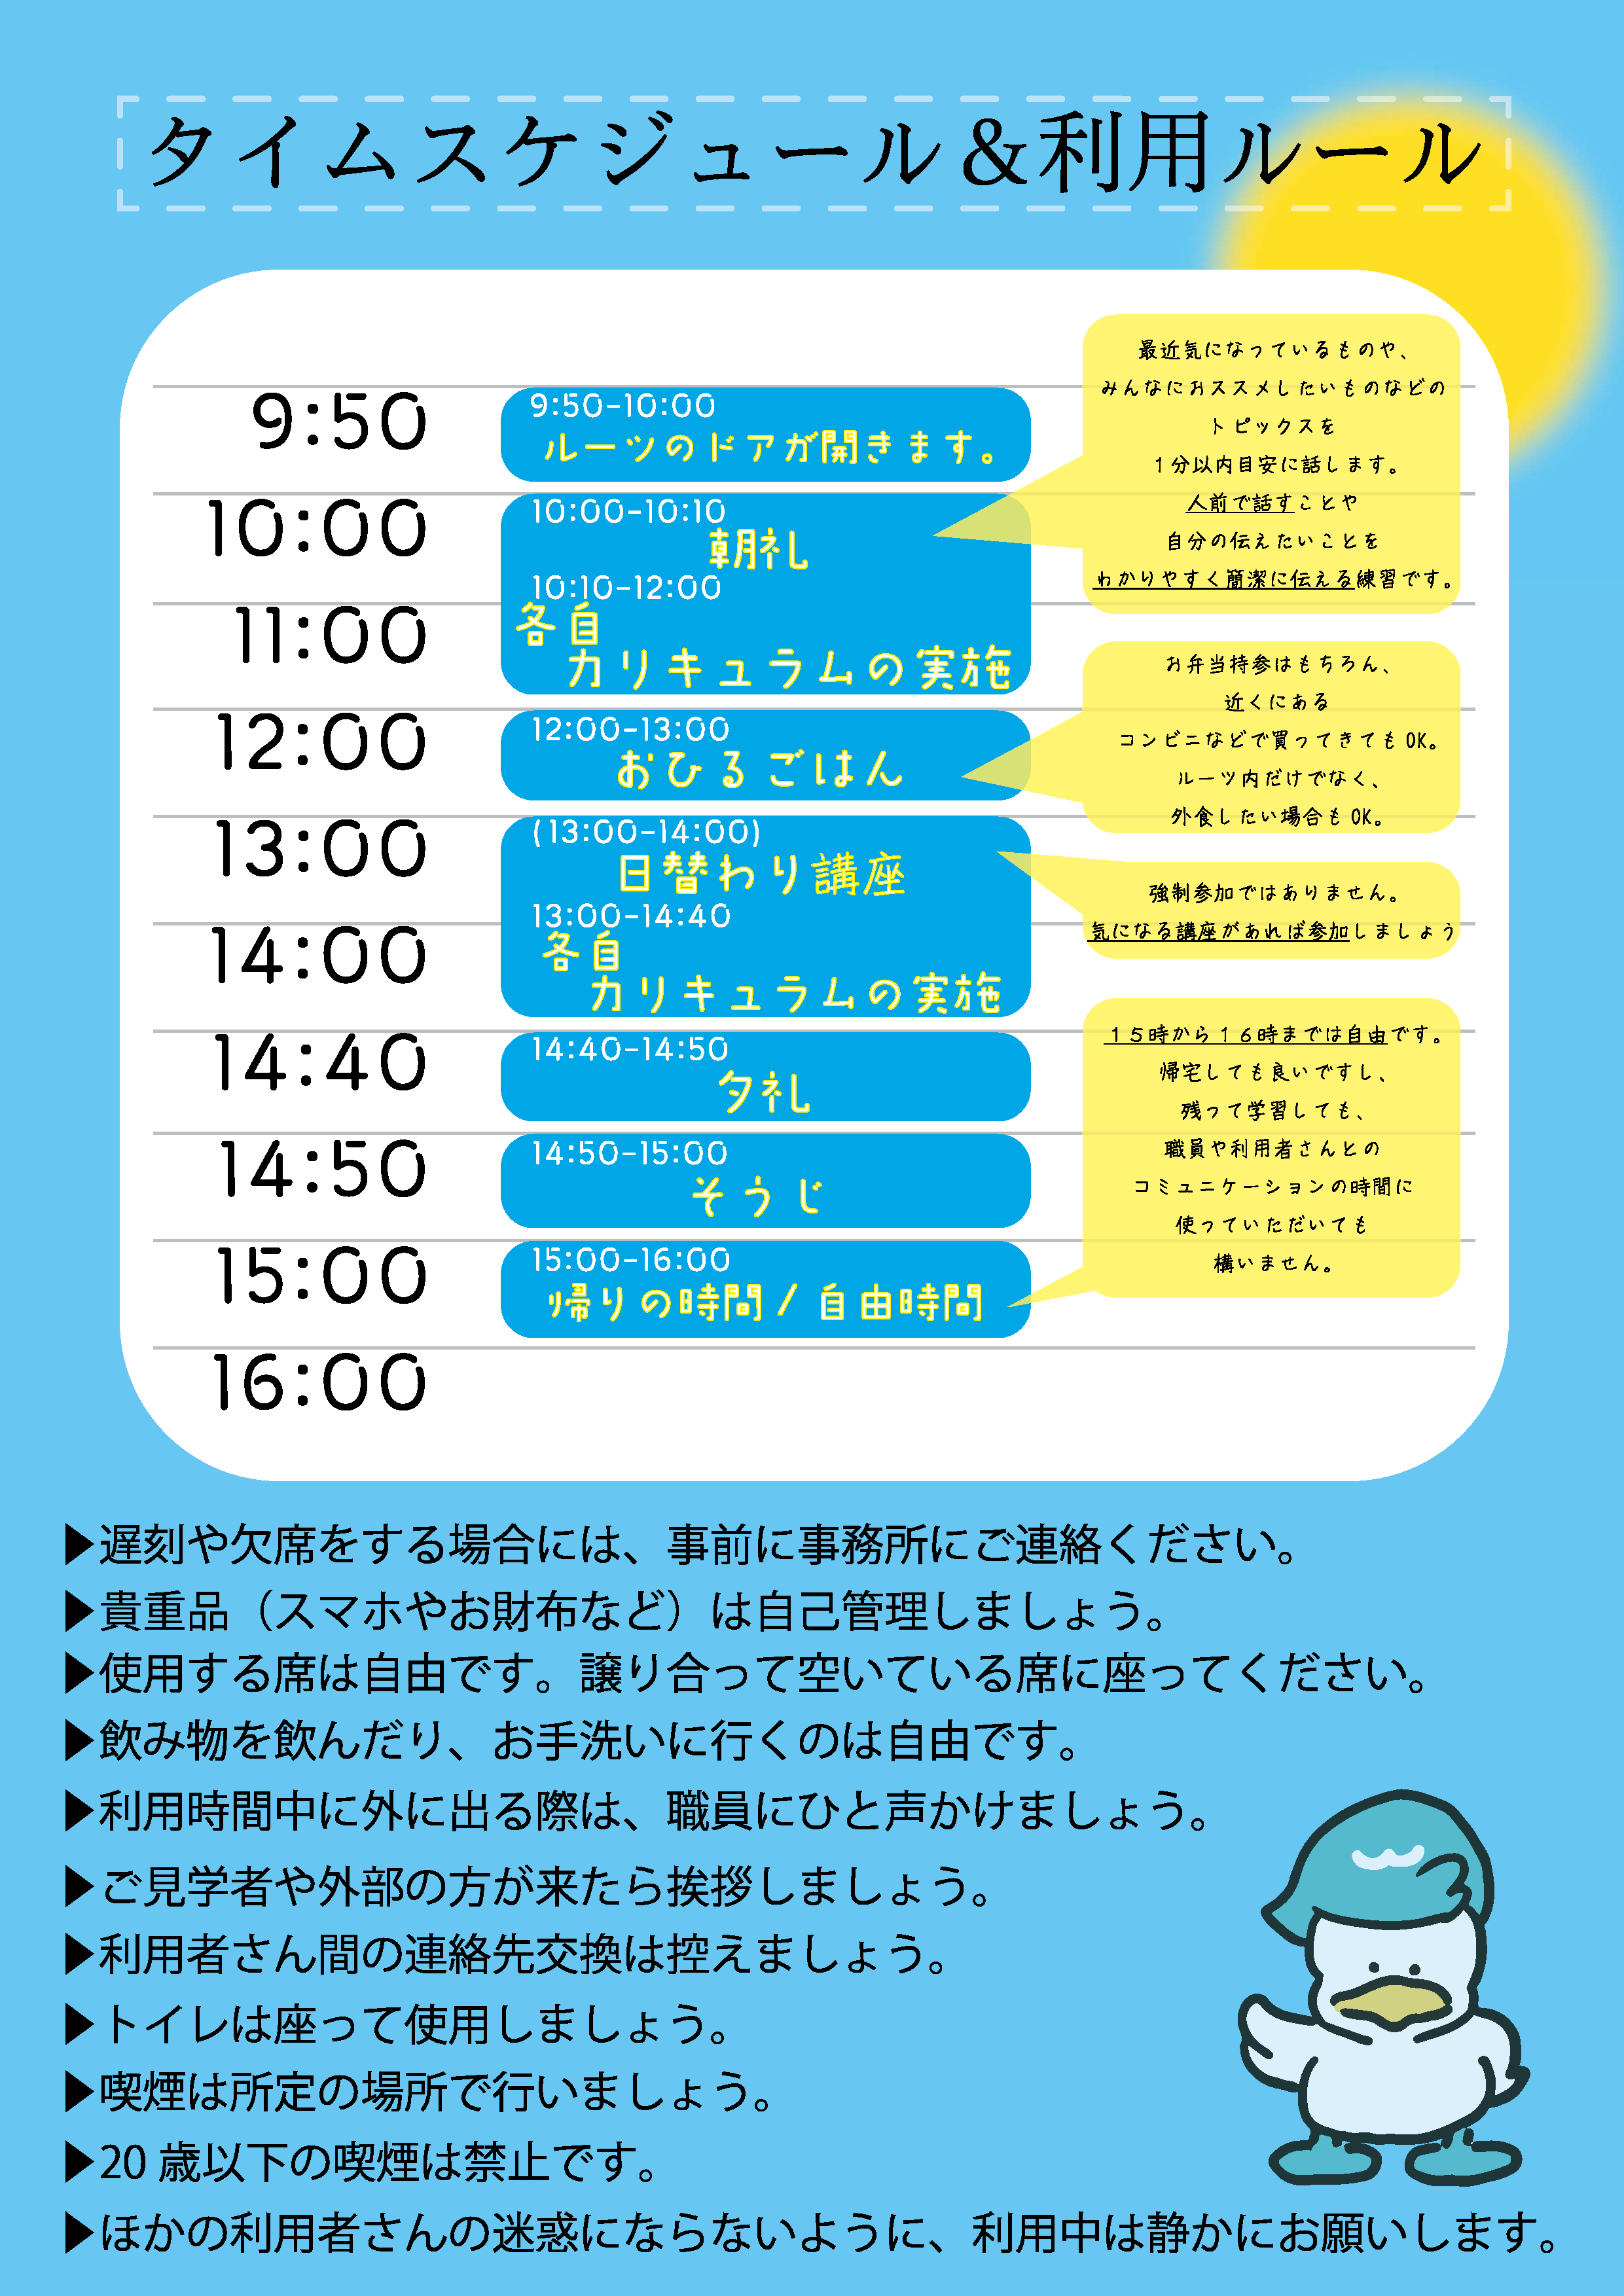 タイムスケジュール&利用ルール
9:50
9:50-10:00
ルーツのドアが開きます。
10:00
10:00-10:10
朝礼
10:10-12:00
11:00
各自
カリキュラムの実施
最近気になっているものや、
みんなにおススメしたいものなどの
トピックスを
1分以内目安に話します。
人前で話すことや
自分の伝えたいことを
わかりやすく簡潔に伝える練習です。
12:00
12:00-13:00
おひるごはん
お弁当持参はもちろん、
近くにある
コンビニなどで買ってきてもOK。
ルーツ内だけでなく、
外食したい場合もOK。
13:00
(13:00-14:00)
日替わり講座
13:00-14:40
14:00
各自
カリキュラムの実施
強制参加ではありません。
気になる講座があれば参加しましょう
14:40
14:40-14:50
夕礼
14:50
14:50-15:00
そうじ
15:00
15:00-16:00
帰りの時間/自由時間
15時から16時までは自由です。
帰宅しても良いですし、
残って学習しても、
職員や利用者さんとの
コミュニケーションの時間に
使っていただいても
構いません。
16:00
▶遅刻や欠席をする場合には、事前に事務所にご連絡ください。
▶貴重品（スマホやお財布など）は自己管理しましょう。
▶使用する席は自由です。譲り合って空いている席に座ってください。
▶飲み物を飲んだり、お手洗いに行くのは自由です。
▶利用時間中に外に出る際は、職員にひと声かけましょう。
▶ご見学者や外部の方が来たら挨拶しましょう。
▶利用者さん間の連絡先交換は控えましょう。
▶トイレは座って使用しましょう。
▶喫煙は所定の場所で行いましょう。
▶20 歳以下の喫煙は禁止です。
▶ほかの利用者さんの迷惑にならないように、利用中は静かにお願いします。